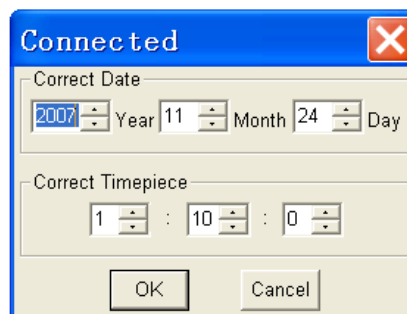 Connected
Correct Date
2007 Year 11 Month 24 Day
Correct Timepiece
1 : 10 : 0
OK Cancel